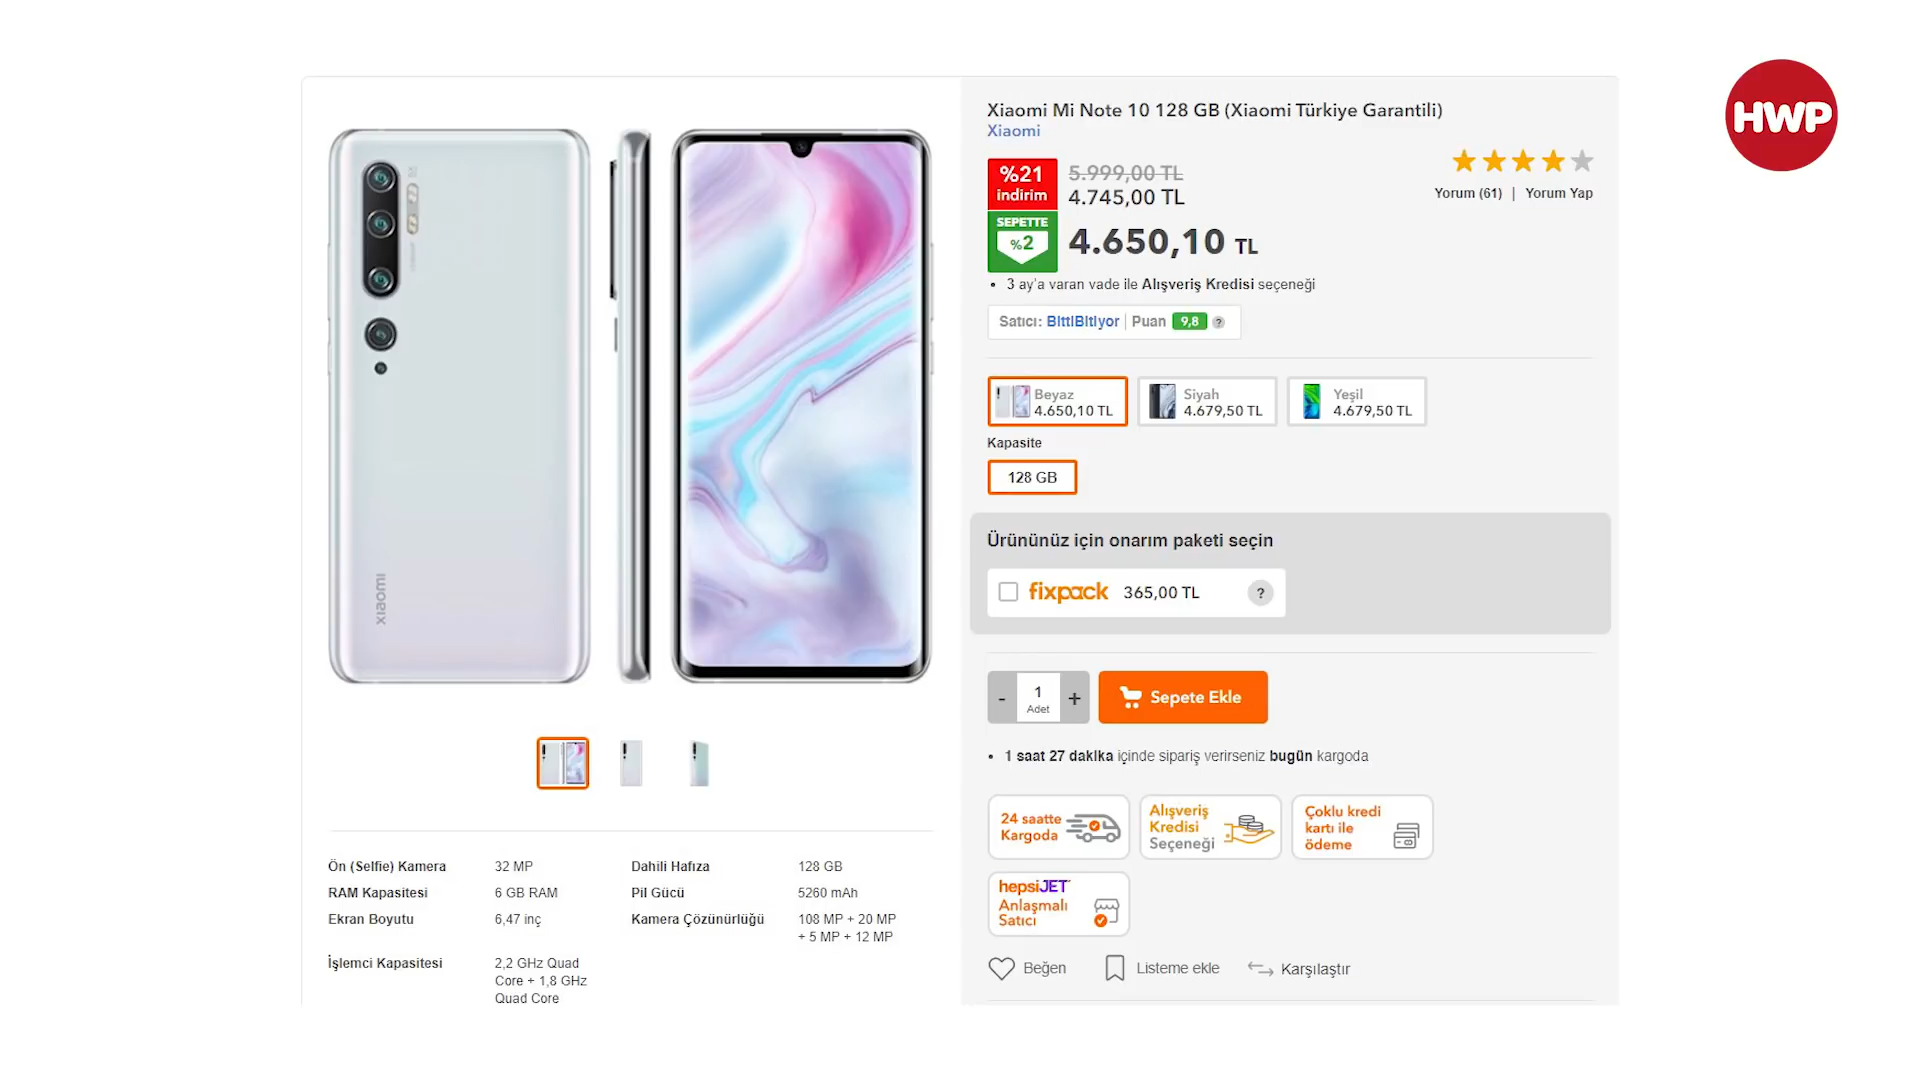 HWP
Xiaomi Mi Note 10 128 GB (Xiaomi Türkiye Garantili)
Xiaomi
%21
indirim
5.999,00 TL
4.745,00 TL
SEPETTE
%2
4.650,10 TL
Yorum (61) | Yorum Yap
• 3 ay'a varan vade ile Alışveriş Kredisi seçeneği
Satıcı: BittiBitiyor | Puan 9,8 ?
Beyaz
4.650,10 TL
Siyah
4.679,50 TL
Yeşil
4.679,50 TL
Kapasite
128 GB
Ürününüz için onarım paketi seçin
fixpack 365,00 TL ?
- 1 +
Adet
Sepete Ekle
• 1 saat 27 dakika içinde sipariş verirseniz bugün kargoda
24 saatte
Kargoda
Alışveriş
Kredisi
Seçeneği
Çoklu kredi
kartı ile
ödeme
hepsiJET
Anlaşmalı
Satıcı
Beğen
Listeme ekle
Karşılaştır
xiaomi
Ön (Selfie) Kamera 32 MP
RAM Kapasitesi 6 GB RAM
Ekran Boyutu 6,47 inç
İşlemci Kapasitesi 2,2 GHz Quad
Core + 1,8 GHz
Quad Core
Dahili Hafıza 128 GB
Pil Gücü 5260 mAh
Kamera Çözünürlüğü 108 MP + 20 MP
+ 5 MP + 12 MP